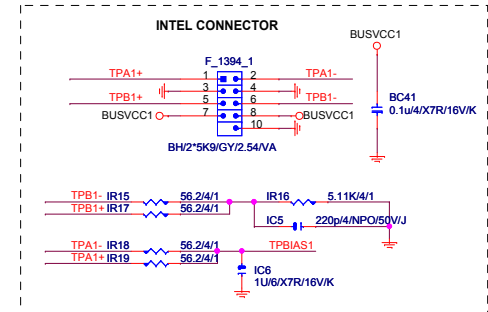 INTEL CONNECTOR
BUSVCC1
F_1394_1
TPA1+ 1 2 TPA1-
3 4
TPB1+ 5 6 TPB1-
BUSVCC1 7 8 BUSVCC1
10
BC41
0.1u/4/X7R/16V/K
BH/2*5K9/GY/2.54/VA
TPB1- IR15 56.2/4/1 IR16 5.11K/4/1
TPB1+ IR17 56.2/4/1
IC5 220p/4/NPO/50V/J
TPA1- IR18 56.2/4/1 TPBIAS1
TPA1+ IR19 56.2/4/1
IC6
1U/6/X7R/16V/K